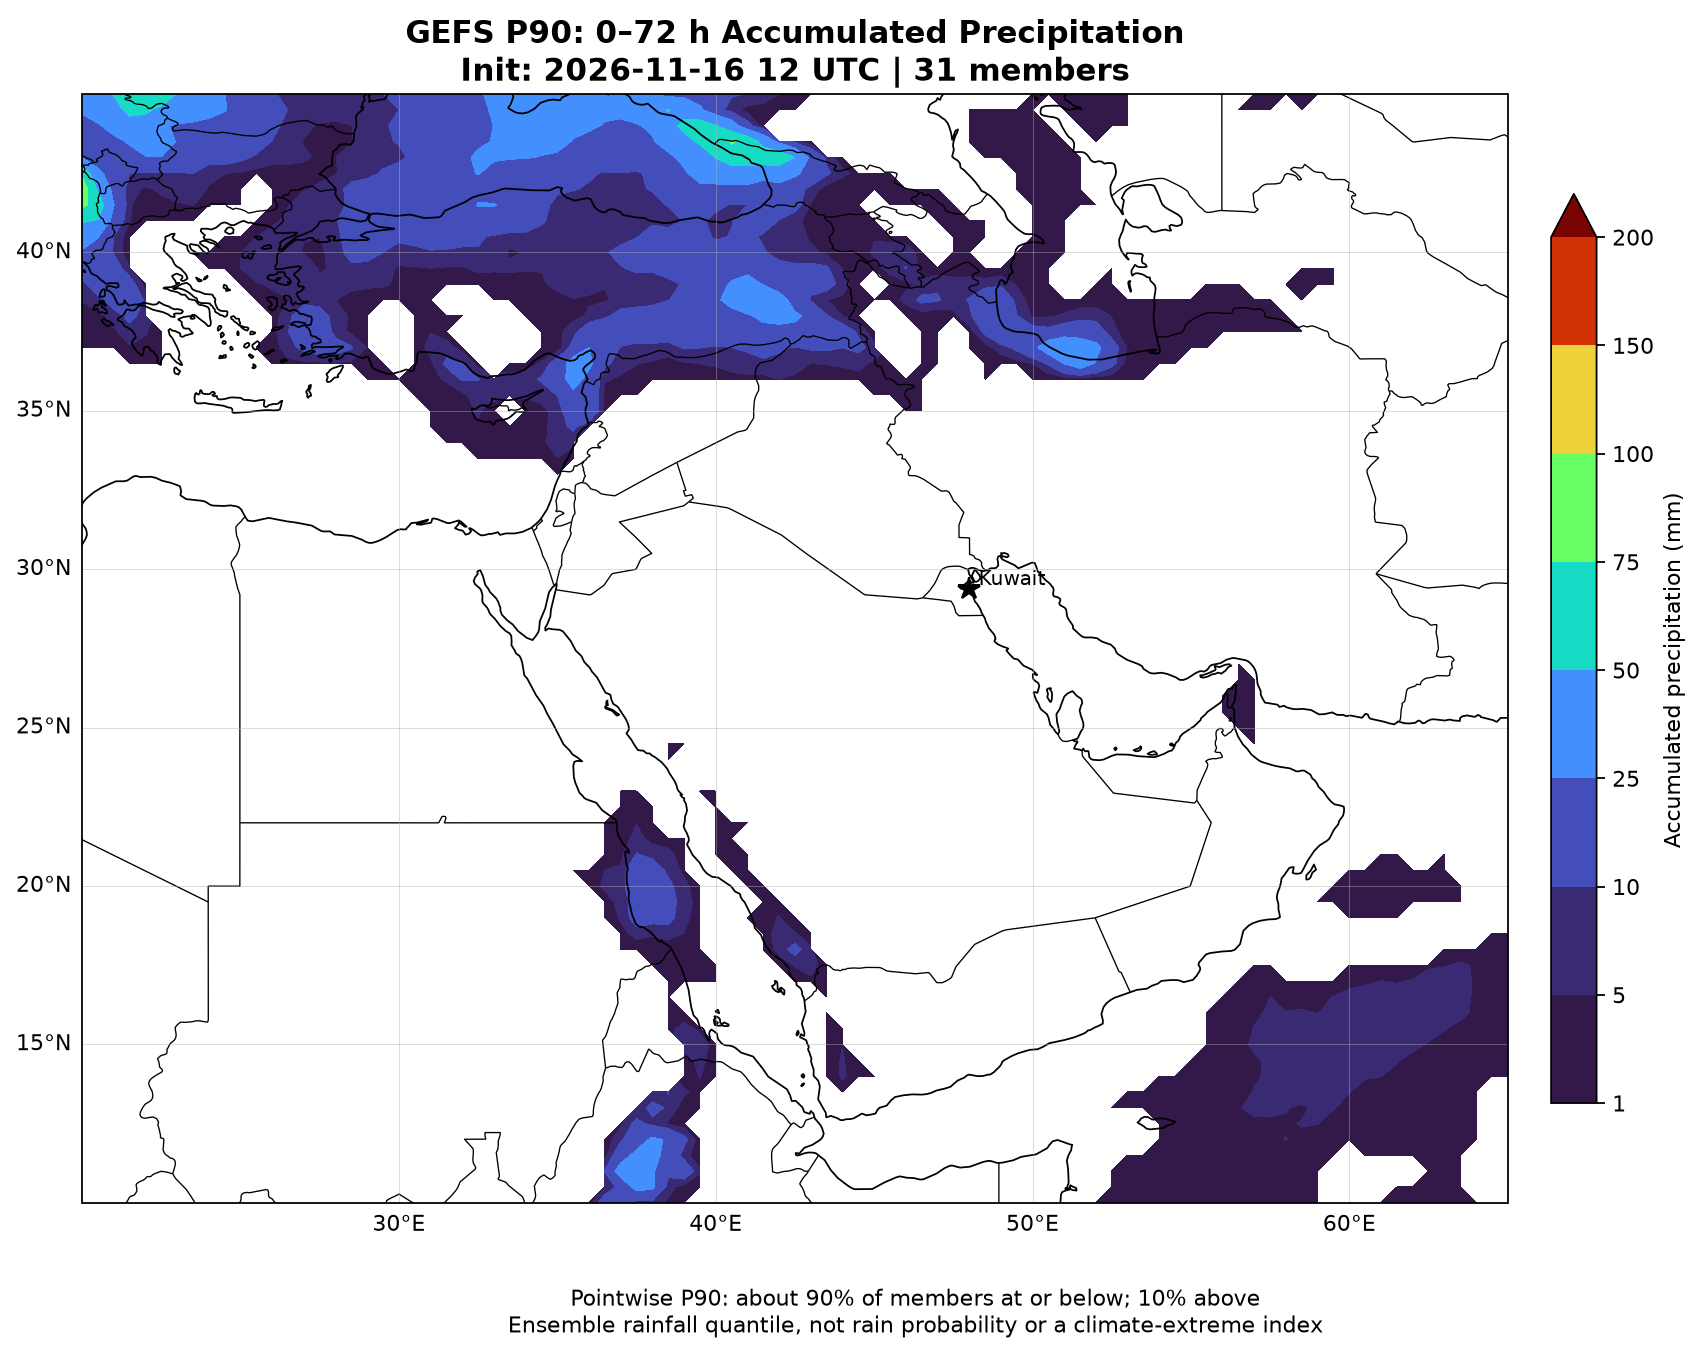 GEFS P90: 0–72 h Accumulated Precipitation
Init: 2026-11-16 12 UTC | 31 members
40°N
35°N
30°N
25°N
20°N
15°N
30°E
40°E
50°E
60°E
Kuwait
200
150
100
75
50
25
10
5
1
Accumulated precipitation (mm)
Pointwise P90: about 90% of members at or below; 10% above
Ensemble rainfall quantile, not rain probability or a climate-extreme index